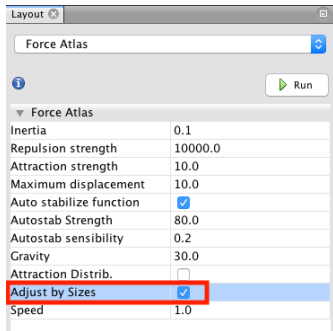 Layout
Force Atlas
Run
Force Atlas
Inertia 0.1
Repulsion strength 10000.0
Attraction strength 10.0
Maximum displacement 10.0
Auto stabilize function
Autostab Strength 80.0
Autostab sensibility 0.2
Gravity 30.0
Attraction Distrib.
Adjust by Sizes
Speed 1.0